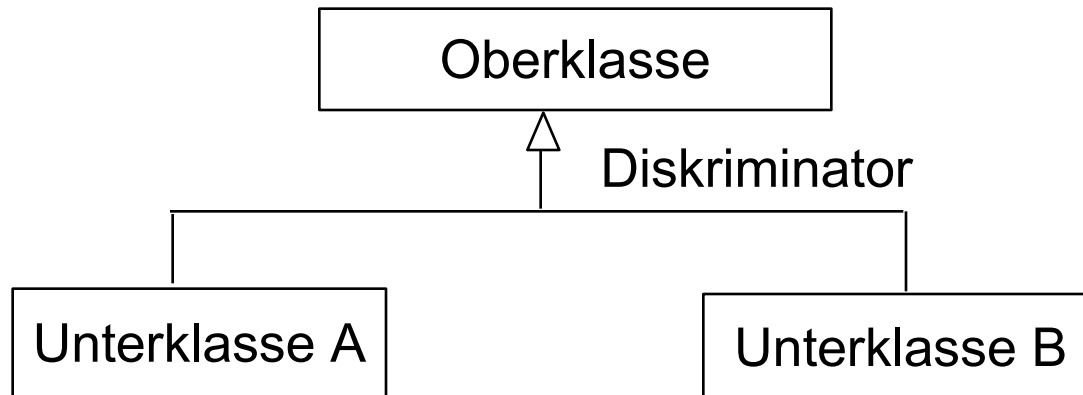 Oberklasse
Diskriminator
Unterklasse A
Unterklasse B